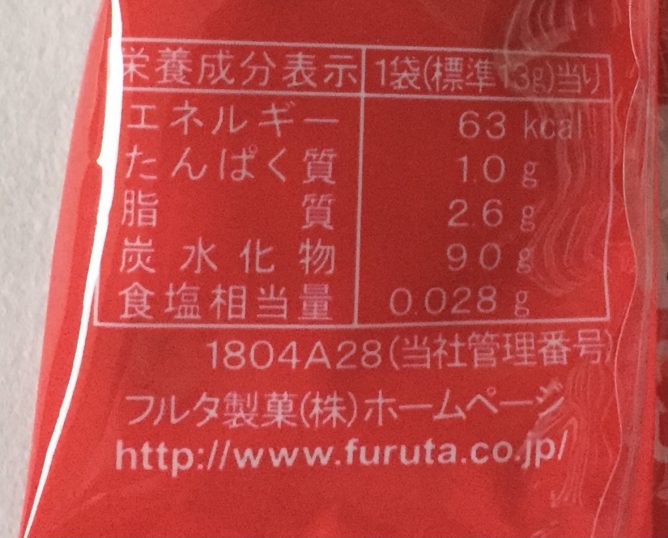 栄養成分表示 1袋(標準13g)当り
エネルギー 63 kcal
たんぱく質 1.0 g
脂質 2.6 g
炭水化物 9.0 g
食塩相当量 0.028 g
1804A28(当社管理番号)
フルタ製菓(株)ホームページ
http://www.furuta.co.jp/